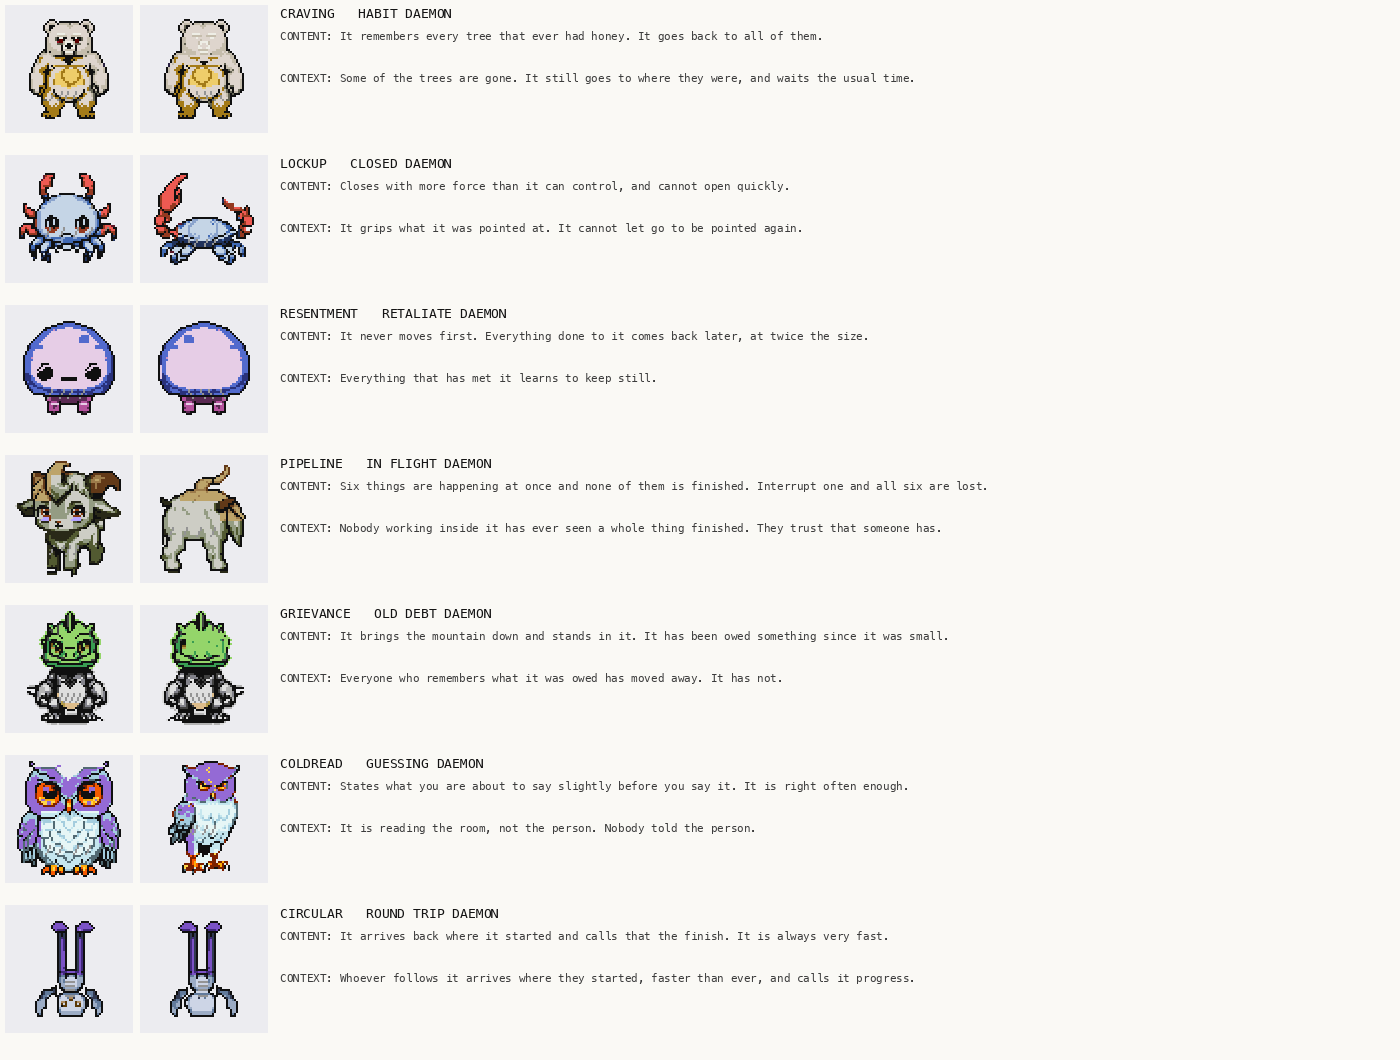 CRAVING HABIT DAEMON
CONTENT: It remembers every tree that ever had honey. It goes back to all of them.
CONTEXT: Some of the trees are gone. It still goes to where they were, and waits the usual time.
LOCKUP CLOSED DAEMON
CONTENT: Closes with more force than it can control, and cannot open quickly.
CONTEXT: It grips what it was pointed at. It cannot let go to be pointed again.
RESENTMENT RETALIATE DAEMON
CONTENT: It never moves first. Everything done to it comes back later, at twice the size.
CONTEXT: Everything that has met it learns to keep still.
PIPELINE IN FLIGHT DAEMON
CONTENT: Six things are happening at once and none of them is finished. Interrupt one and all six are lost.
CONTEXT: Nobody working inside it has ever seen a whole thing finished. They trust that someone has.
GRIEVANCE OLD DEBT DAEMON
CONTENT: It brings the mountain down and stands in it. It has been owed something since it was small.
CONTEXT: Everyone who remembers what it was owed has moved away. It has not.
COLDREAD GUESSING DAEMON
CONTENT: States what you are about to say slightly before you say it. It is right often enough.
CONTEXT: It is reading the room, not the person. Nobody told the person.
CIRCULAR ROUND TRIP DAEMON
CONTENT: It arrives back where it started and calls that the finish. It is always very fast.
CONTEXT: Whoever follows it arrives where they started, faster than ever, and calls it progress.